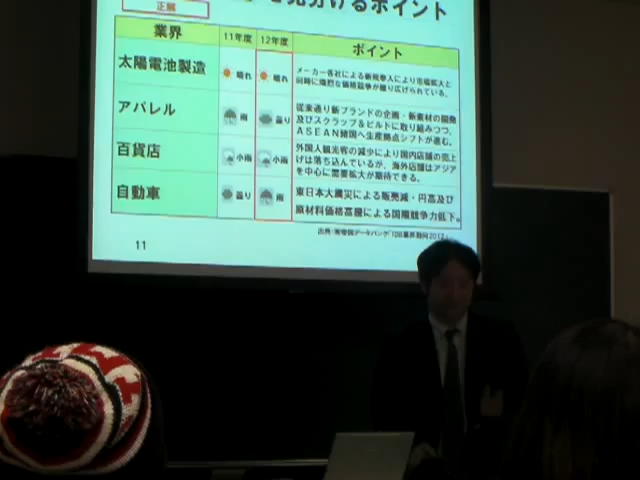 正解
見分けるポイント
業界 11年度 12年度 ポイント
太陽電池製造 晴れ 晴れ メーカー各社による新規参入により市場拡大と
同時に熾烈な価格競争が繰り広げられている。
アパレル 雨 曇り 従来通り新ブランドの企画・新素材の開発
及びスクラップ&ビルドに取り組みつつ、
ASEAN諸国へ生産拠点シフトが進む。
百貨店 小雨 小雨 外国人観光客の減少により国内店舗の売上
げは落ち込んでいるが、海外店舗はアジア
を中心に需要拡大が期待できる。
自動車 曇り 雨 東日本大震災による販売減・円高及び
原材料価格高騰による国際競争力低下。
11